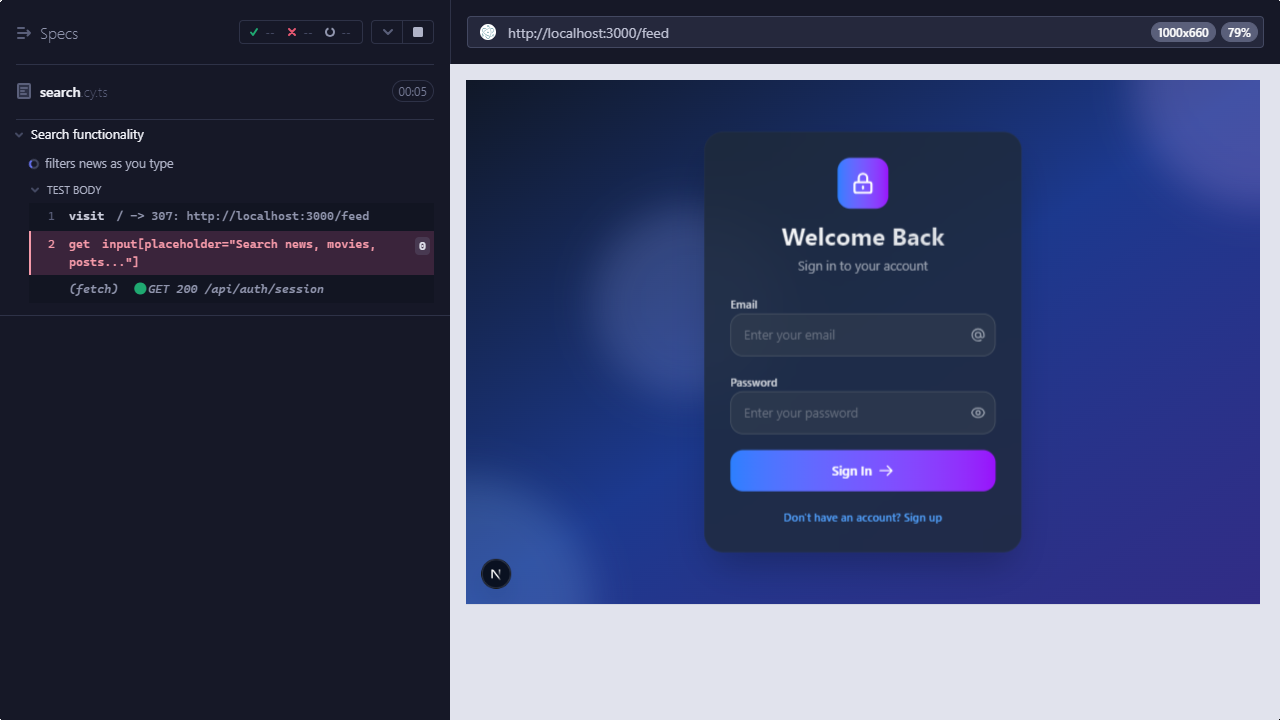 Specs
--
--
--
http://localhost:3000/feed
1000x660
79%
search.cy.ts
00:05
Search functionality
filters news as you type
TEST BODY
1 visit / -> 307: http://localhost:3000/feed
2 get input[placeholder="Search news, movies,
posts..."]
0
(fetch) GET 200 /api/auth/session
Welcome Back
Sign in to your account
Email
Enter your email
Password
Enter your password
Sign In →
Don't have an account? Sign up
N